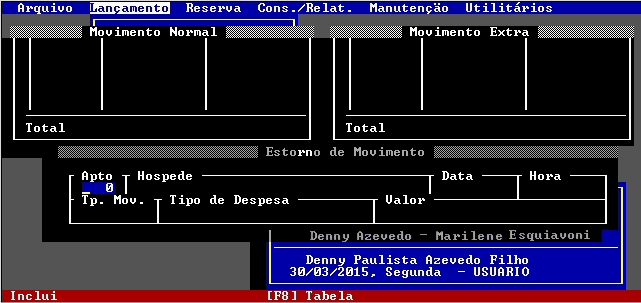 Arquivo Lançamento Reserva Cons./Relat. Manutenção Utilitários
Movimento Normal Movimento Extra
Total Total
Estorno de Movimento
Apto Hospede Data Hora
0
Tp. Mov. Tipo de Despesa Valor
Denny Azevedo - Marilene Esquiavoni
Denny Paulista Azevedo Filho
30/03/2015, Segunda - USUARIO
Inclui [F8] Tabela